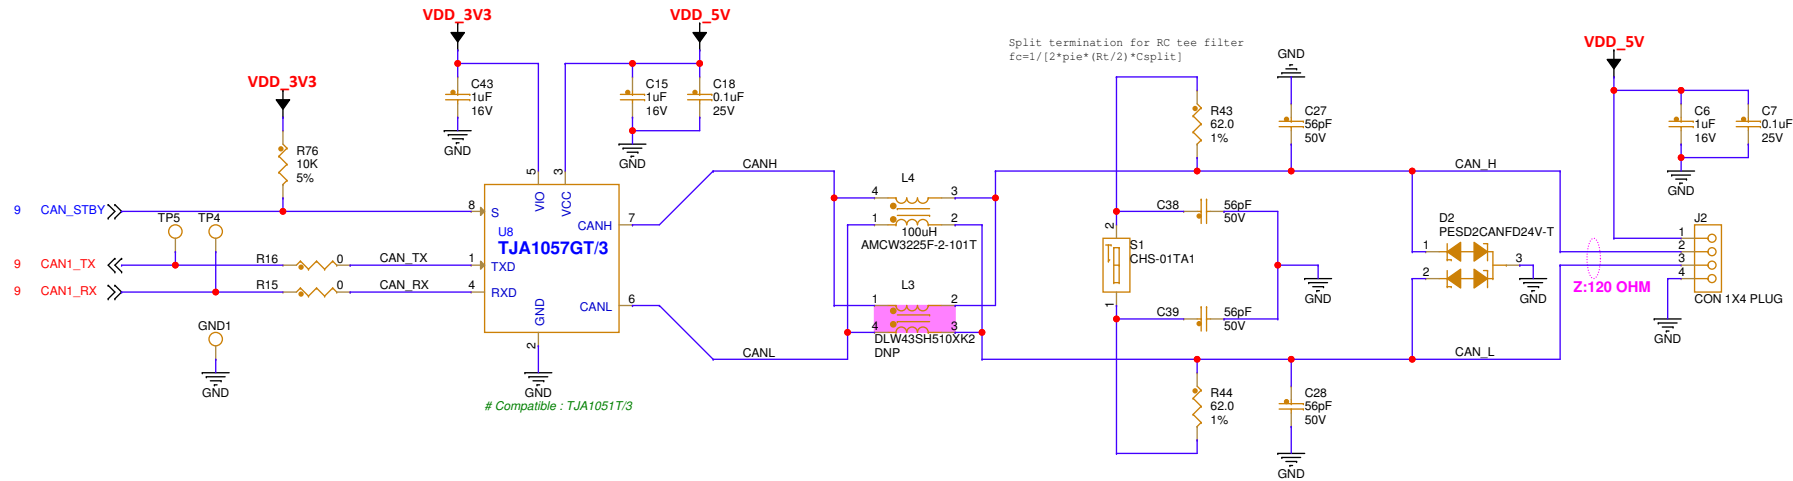 VDD_3V3
VDD_5V
Split termination for RC tee filter
fc=1/[2*pie*(Rt/2)*Csplit]
GND
VDD_5V
VDD_3V3
C43
1uF
16V
GND
C15
1uF
16V
C18
0.1uF
25V
GND
R76
10K
5%
R43
62.0
1%
C27
56pF
50V
C6
1uF
16V
C7
0.1uF
25V
GND
CANH
CAN_H
5
3
L4
4
3
1
2
100uH
AMCW3225F-2-101T
9 CAN_STBY
TP5
TP4
8
S
VIO
VCC
U8
TJA1057GT/3
CANH
7
C38
56pF
50V
2
S1
CHS-01TA1
1
D2
PESD2CANFD24V-T
1
2
3
GND
J2
1
2
3
4
CON 1X4 PLUG
Z:120 OHM
GND
9 CAN1_TX
R16
0
CAN_TX
1
TXD
9 CAN1_RX
R15
0
CAN_RX
4
RXD
GND
CANL
6
GND
L3
1
2
4
3
DLW43SH510XK2
DNP
C39
56pF
50V
GND1
GND
2
GND
CANL
CAN_L
# Compatible : TJA1051T/3
R44
62.0
1%
C28
56pF
50V
GND